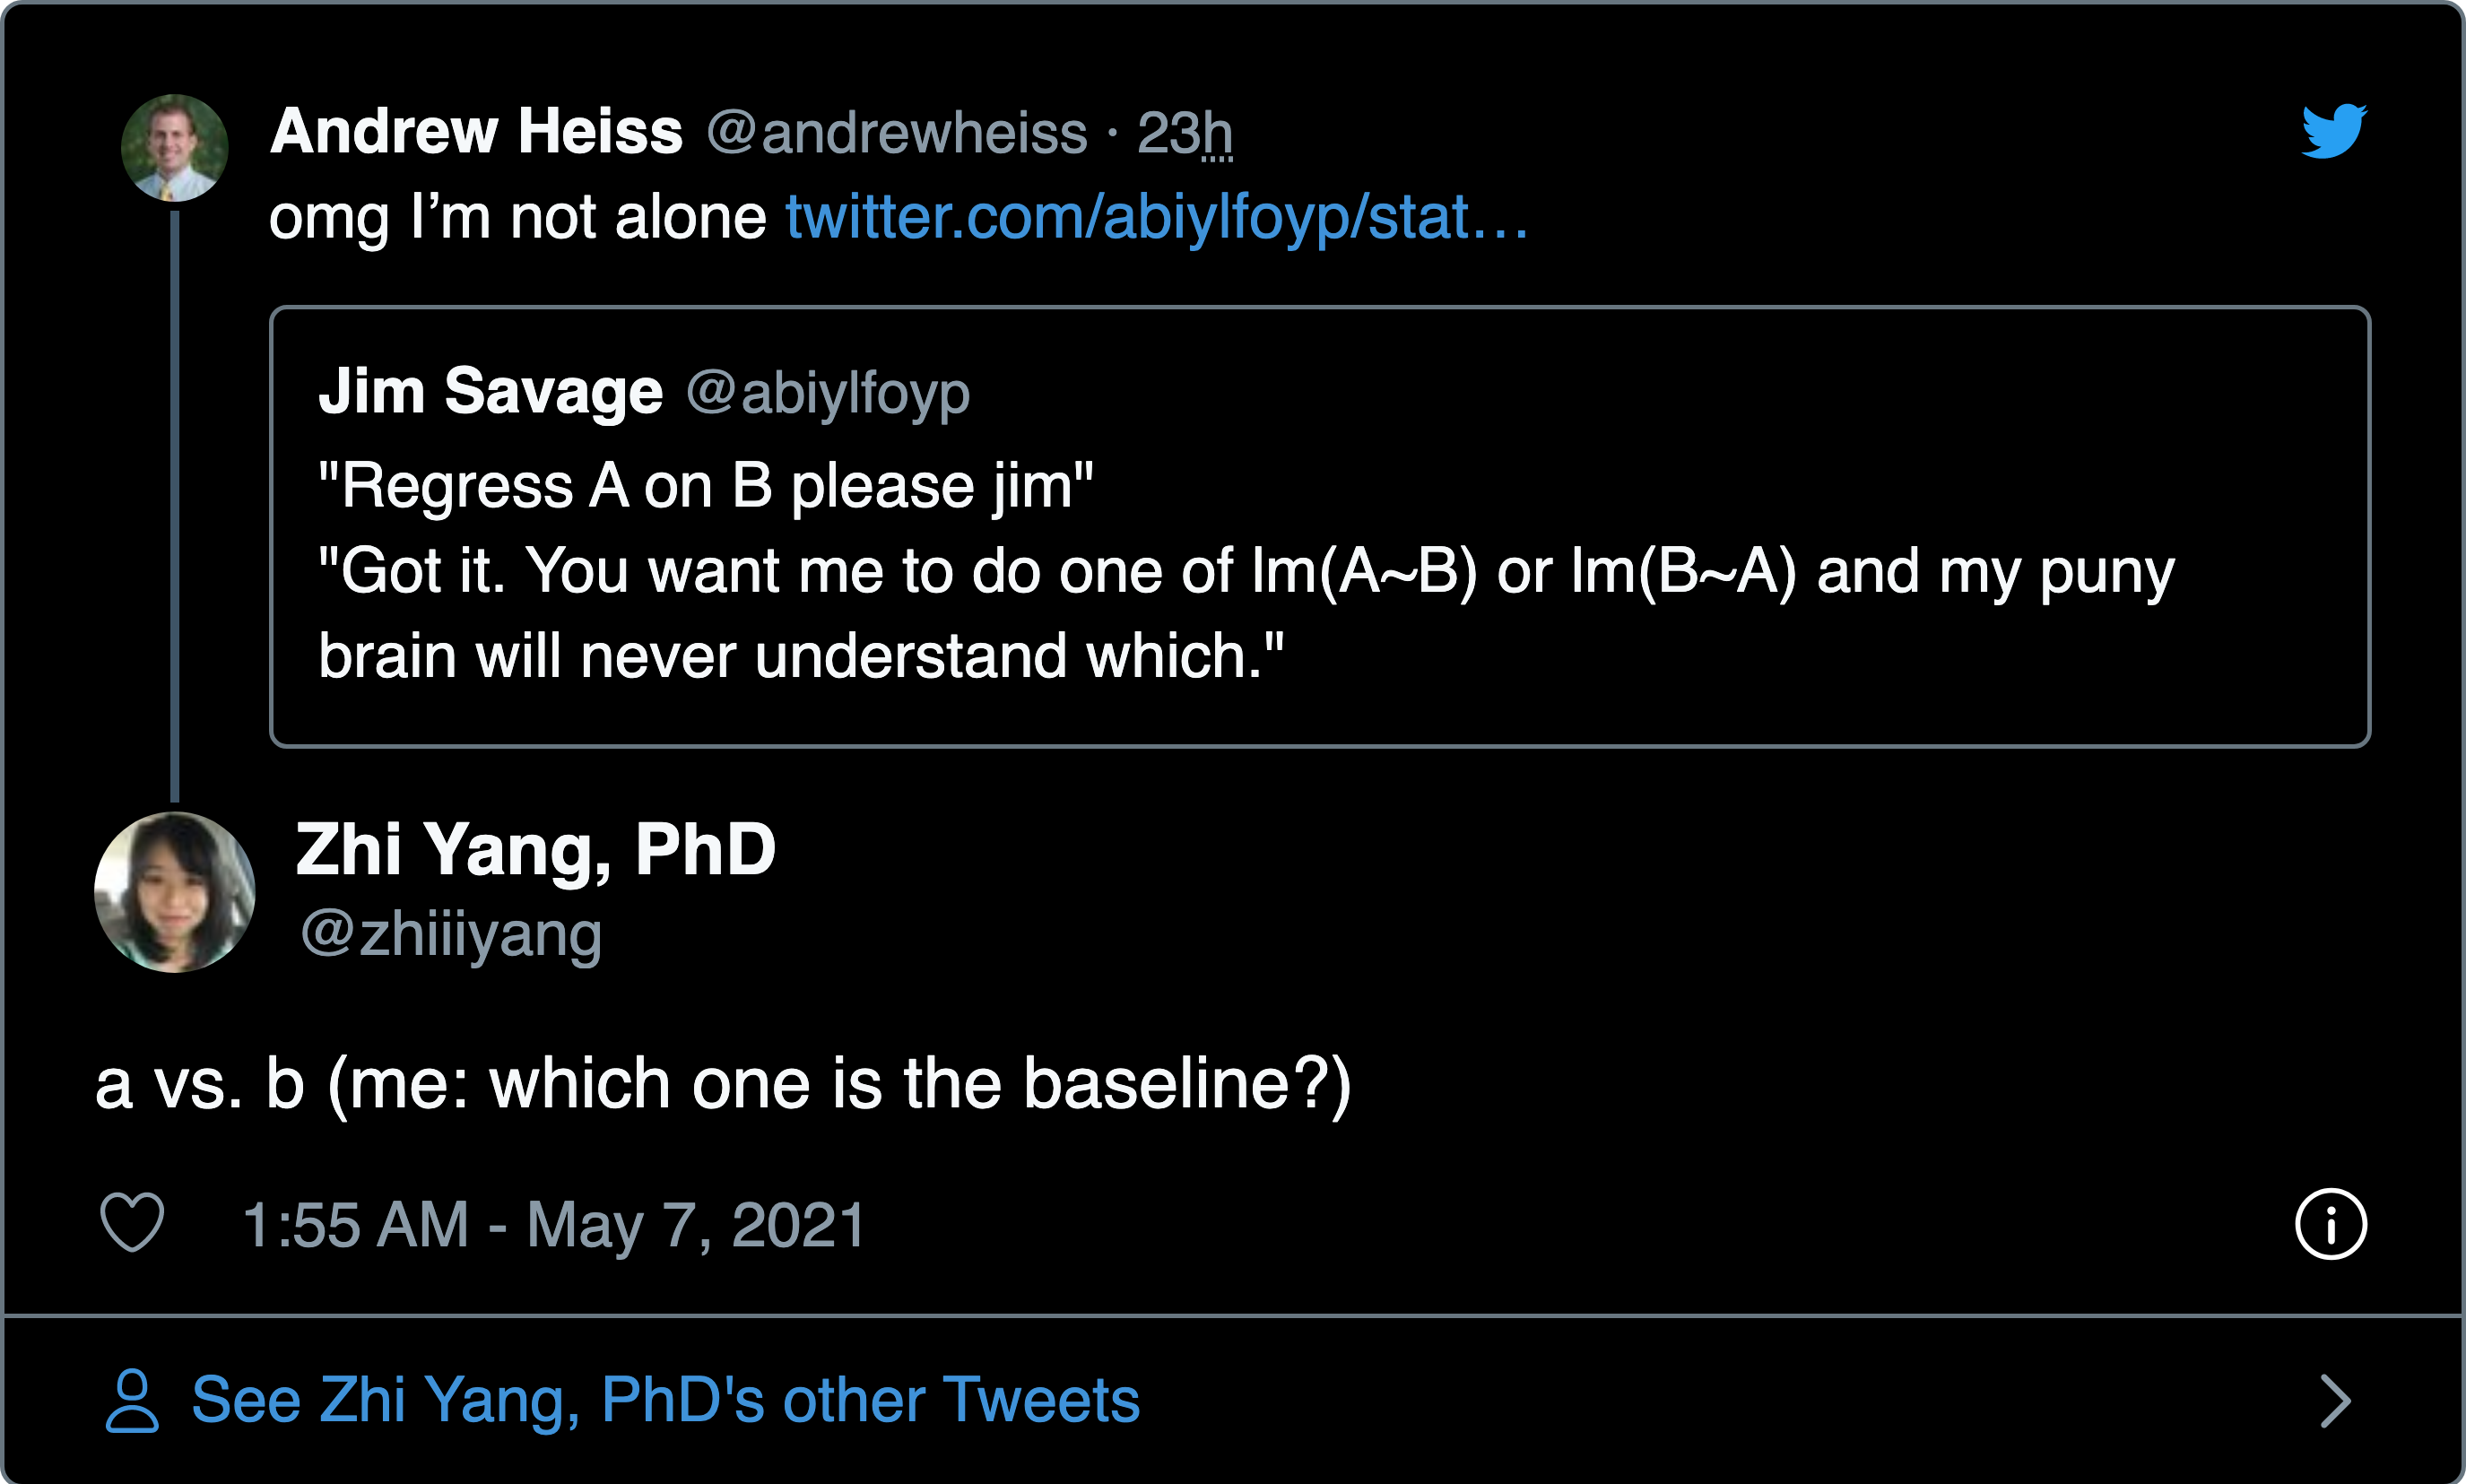 Andrew Heiss @andrewheiss · 23h
omg I’m not alone twitter.com/abiylfoyp/stat…
Jim Savage @abiylfoyp
"Regress A on B please jim"
"Got it. You want me to do one of lm(A~B) or lm(B~A) and my puny
brain will never understand which."
Zhi Yang, PhD
@zhiiiyang
a vs. b (me: which one is the baseline?)
1:55 AM - May 7, 2021
See Zhi Yang, PhD's other Tweets